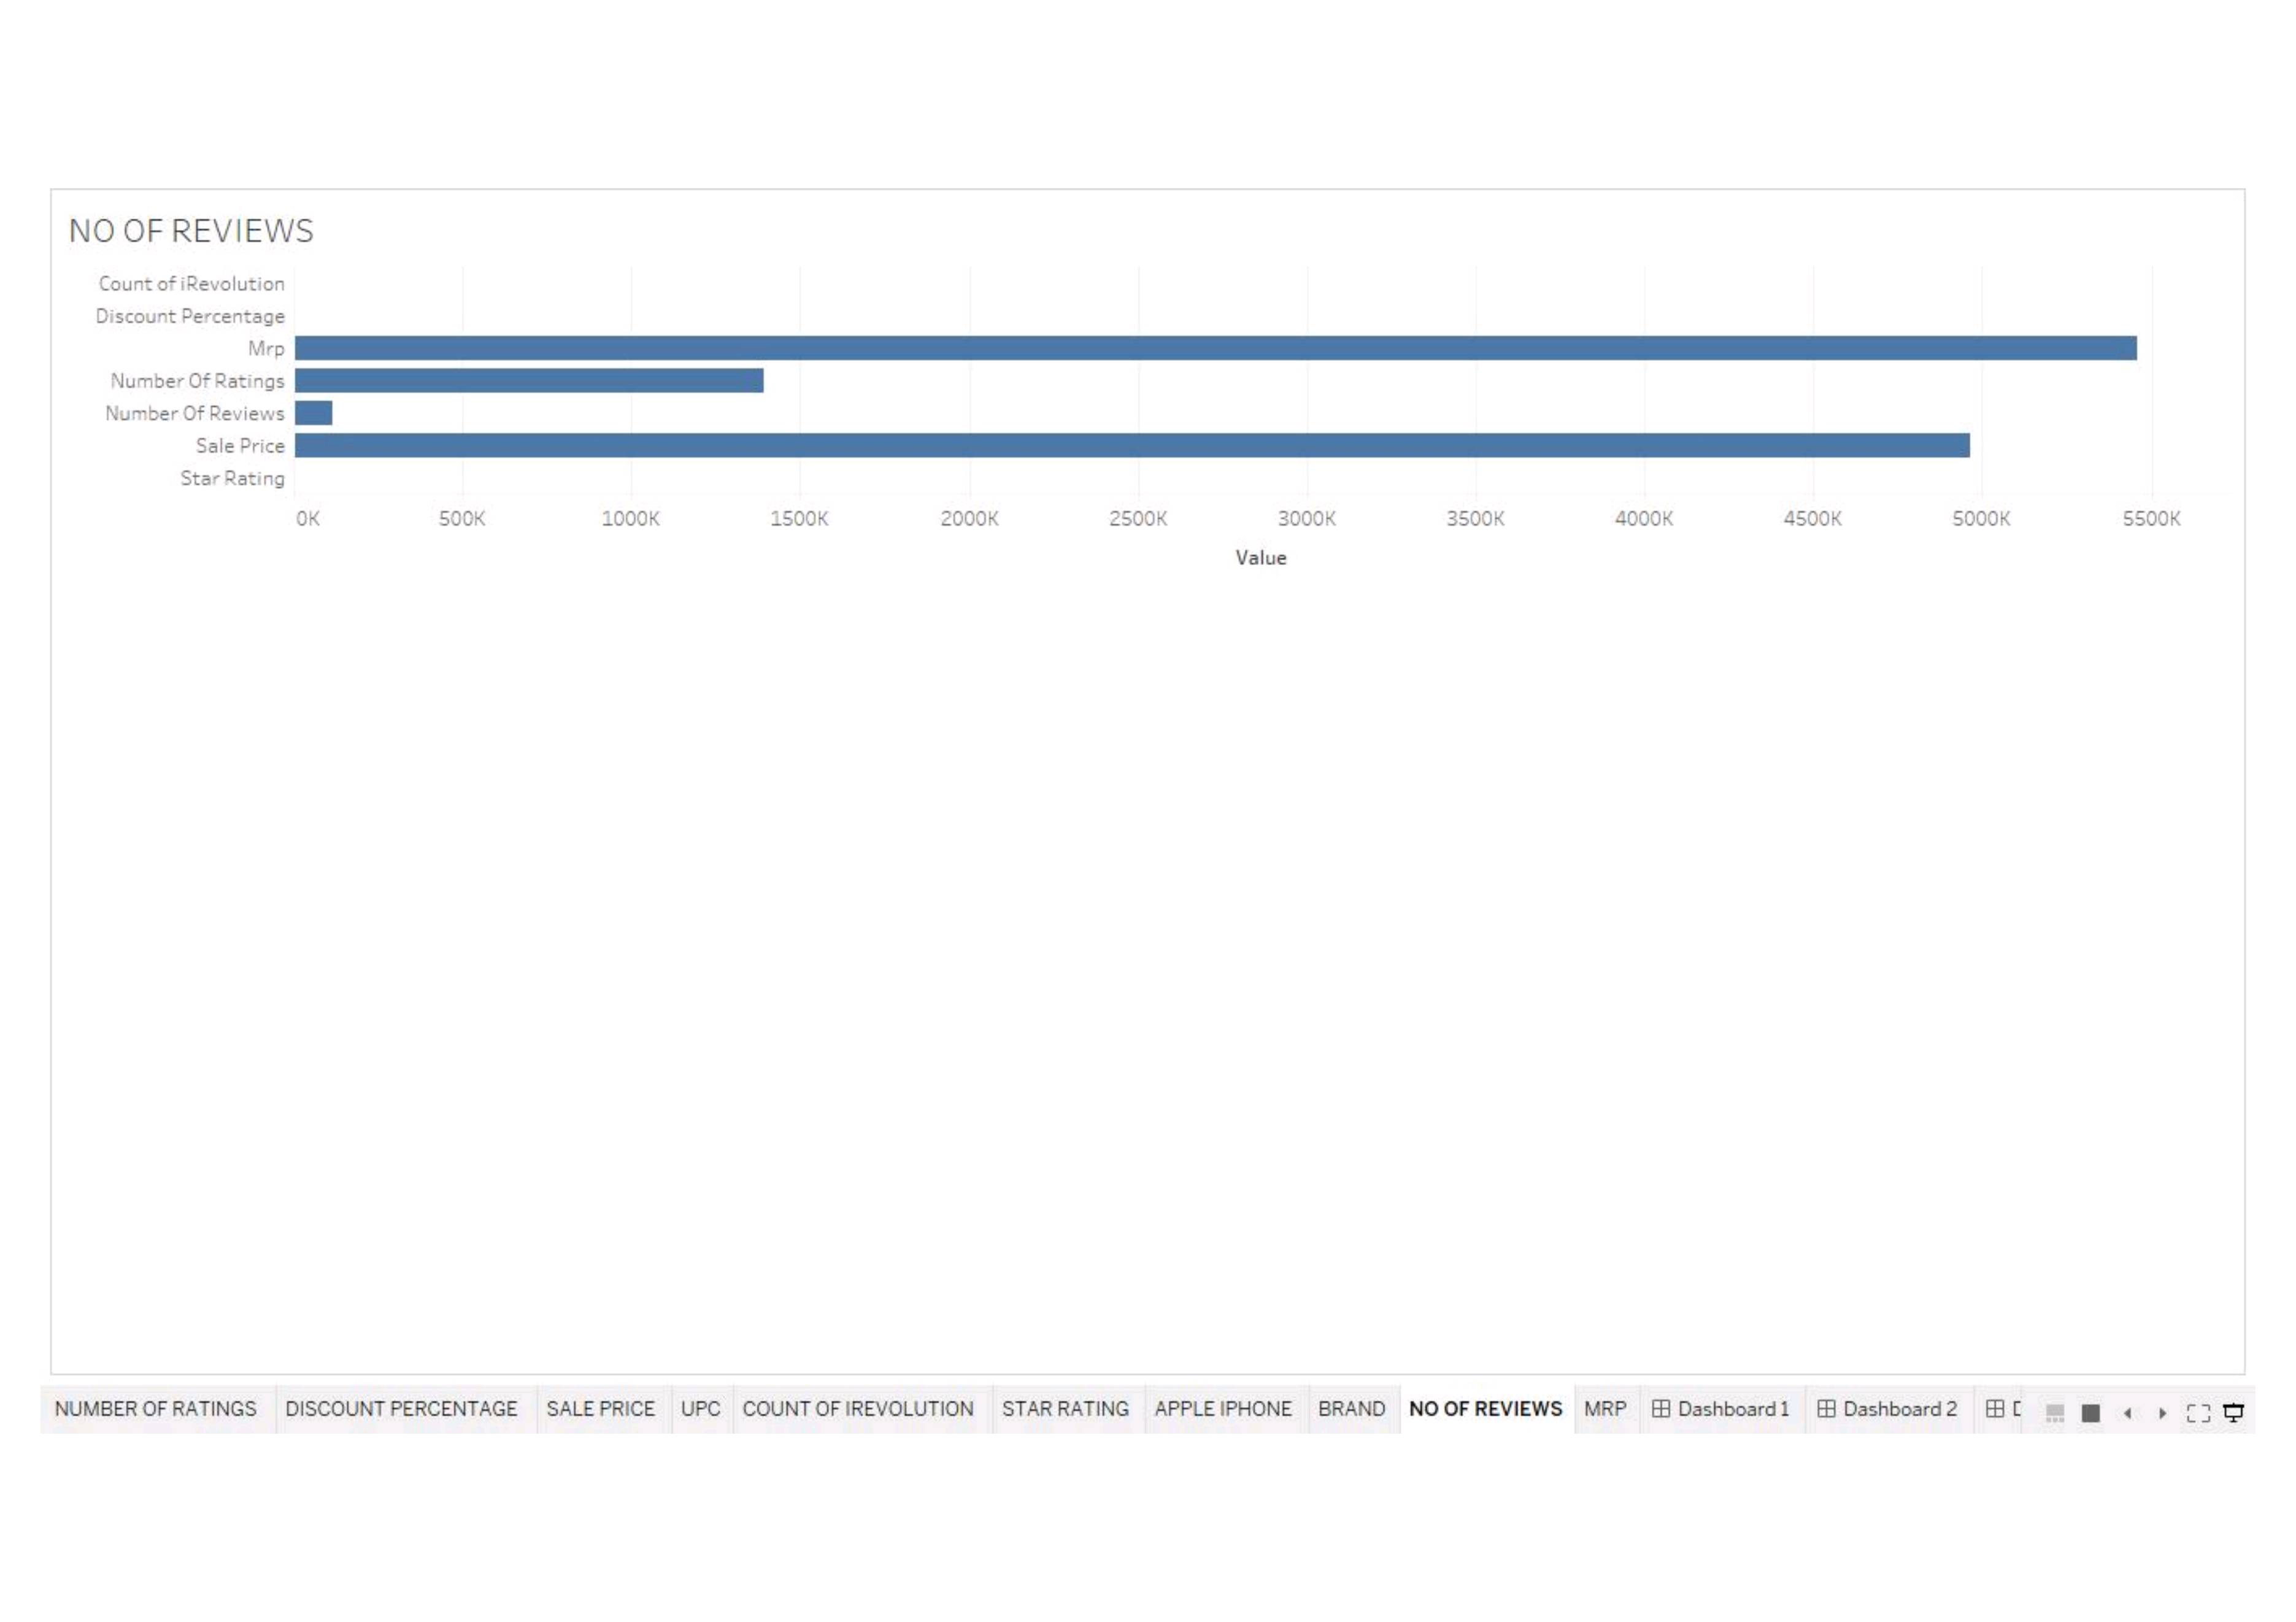 NO OF REVIEWS
Count of iRevolution
Discount Percentage
Mrp
Number Of Ratings
Number Of Reviews
Sale Price
Star Rating
0K 500K 1000K 1500K 2000K 2500K 3000K 3500K 4000K 4500K 5000K 5500K
Value
NUMBER OF RATINGS DISCOUNT PERCENTAGE SALE PRICE UPC COUNT OF IREVOLUTION STAR RATING APPLE IPHONE BRAND NO OF REVIEWS MRP Dashboard 1 Dashboard 2